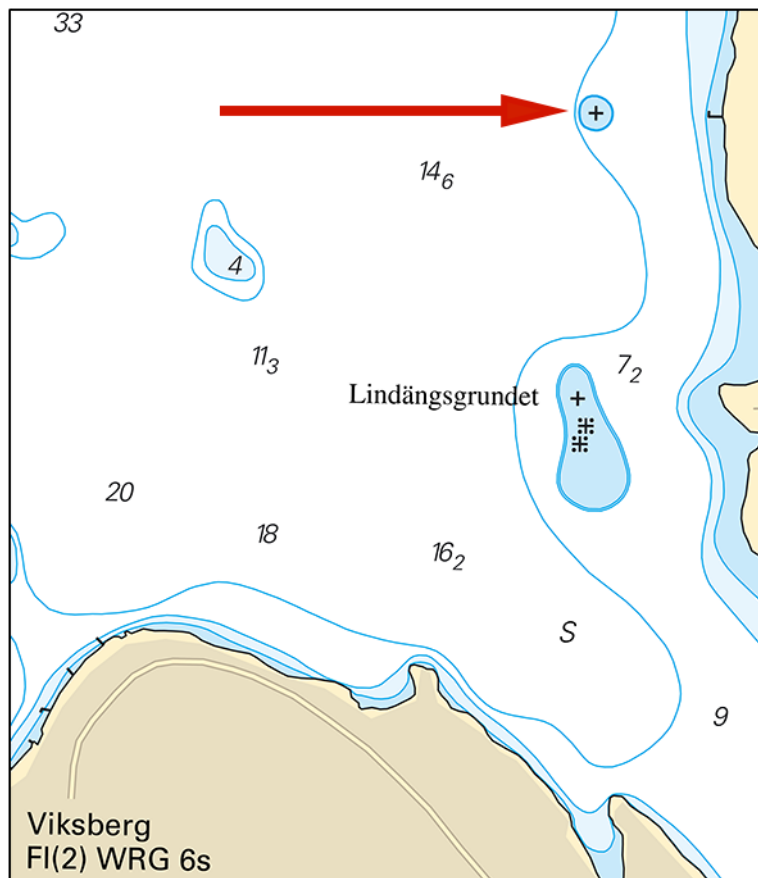 33
14₆
4
11₃
7₂
Lindängsgrundet
20
18
16₂
S
9
Viksberg
Fl(2) WRG 6s